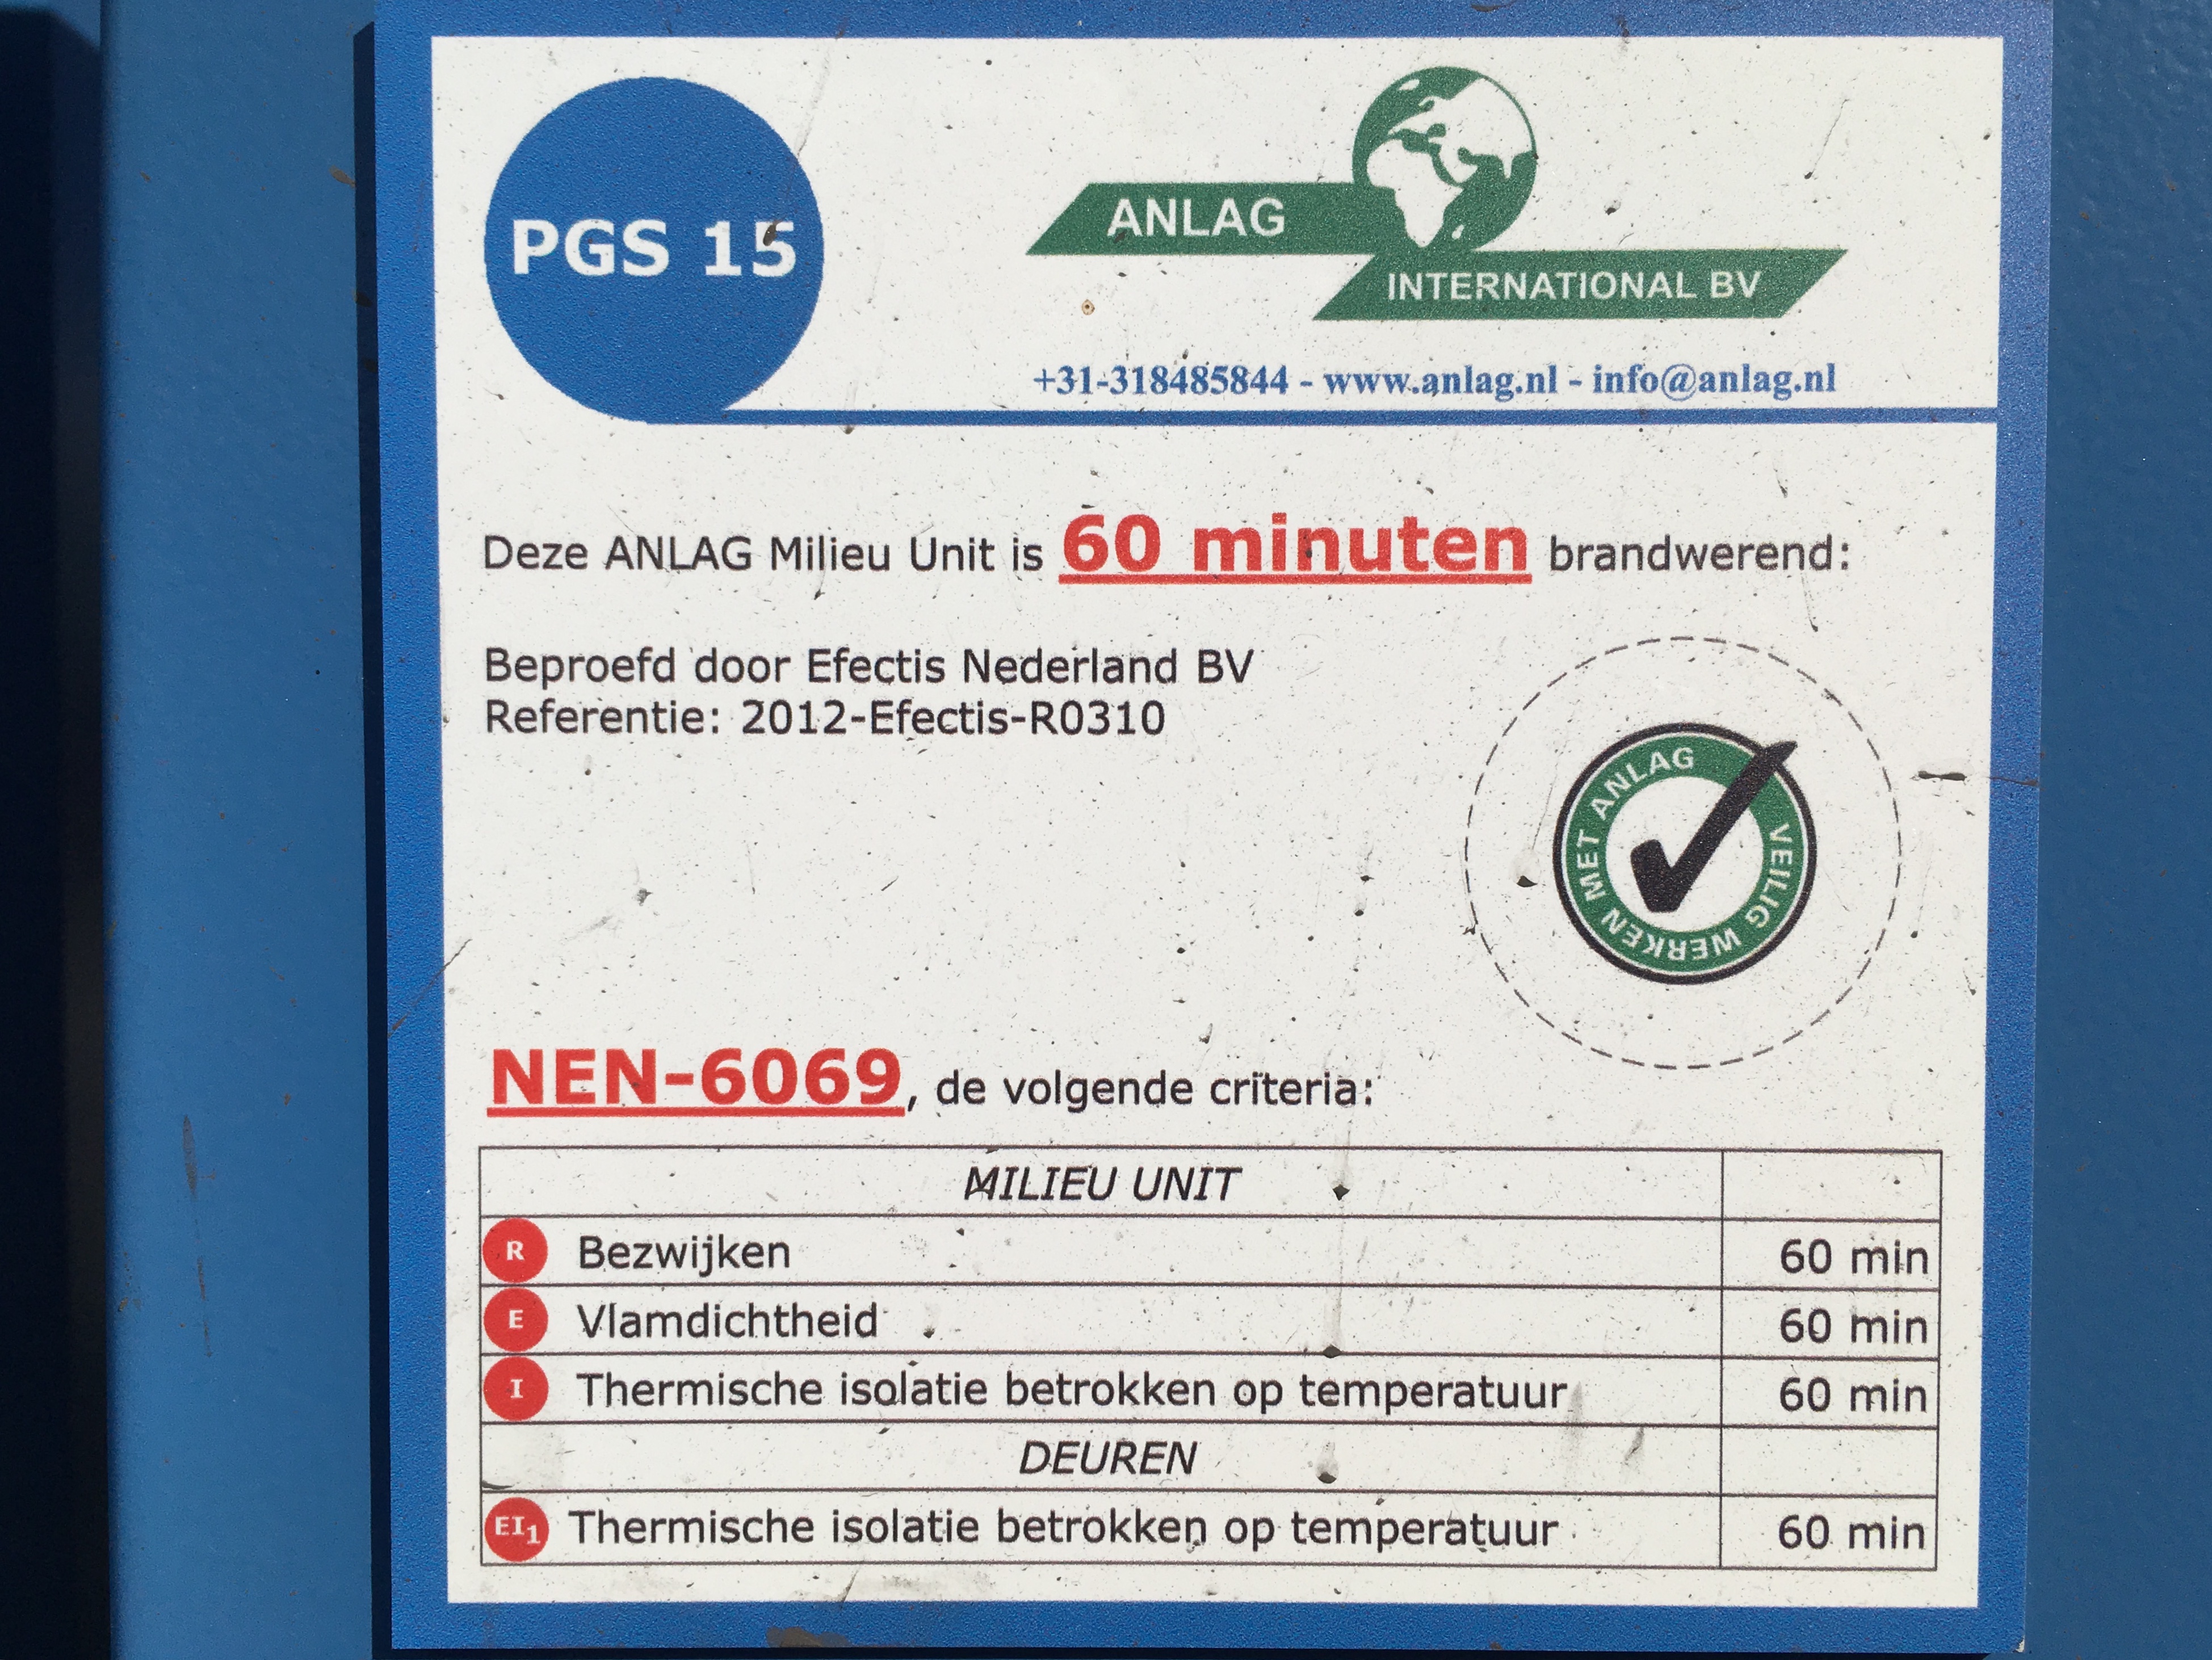 PGS 15
ANLAG
INTERNATIONAL BV
+31-318485844 - www.anlag.nl - info@anlag.nl
Deze ANLAG Milieu Unit is 60 minuten brandwerend:
Beproefd door Efectis Nederland BV
Referentie: 2012-Efectis-R0310
VEILIG WERKEN MET ANLAG
NEN-6069, de volgende criteria:
MILIEU UNIT
R Bezwijken 60 min
E Vlamdichtheid 60 min
I Thermische isolatie betrokken op temperatuur 60 min
DEUREN
EI1 Thermische isolatie betrokken op temperatuur 60 min